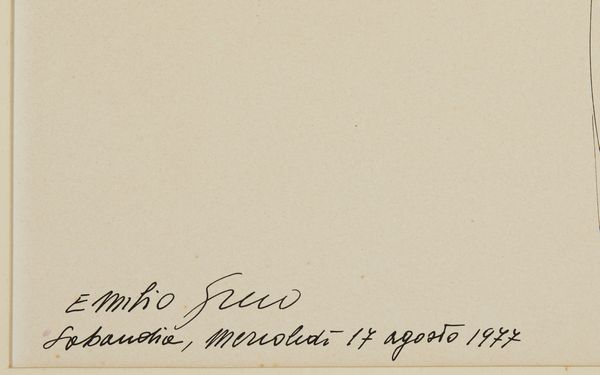 Emilio Greco
Sabaudia, Mercoledì 17 agosto 1977